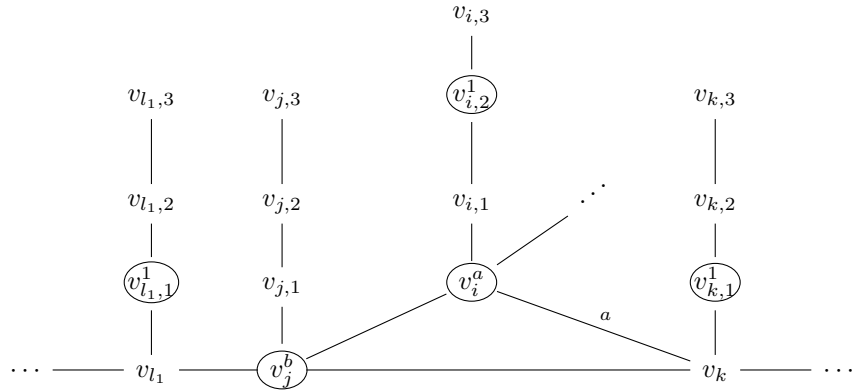 v_{i,3}
v_{l_1,3} v_{j,3} v^1_{i,2} v_{k,3}
v_{l_1,2} v_{j,2} v_{i,1} ⋰ v_{k,2}
v^1_{l_1,1} v_{j,1} v^a_i v^1_{k,1}
a
⋯ v_{l_1} v^b_j v_k ⋯